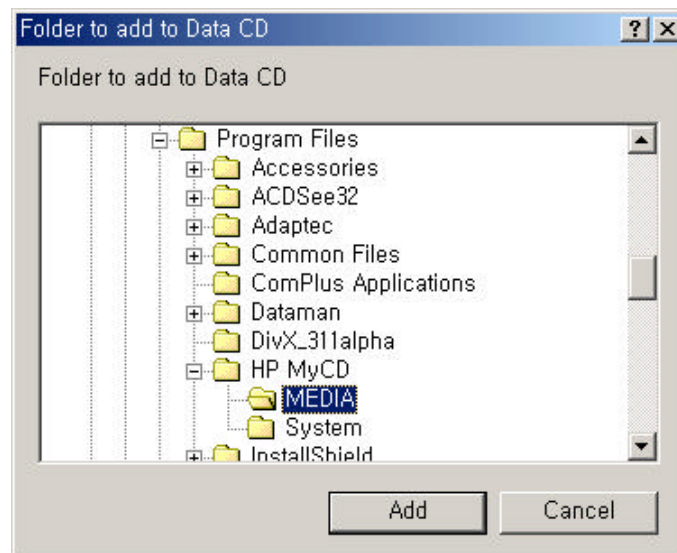 Folder to add to Data CD
Folder to add to Data CD
Program Files
Accessories
ACDSee32
Adaptec
Common Files
ComPlus Applications
Dataman
DivX_311alpha
HP MyCD
MEDIA
System
InstallShield
Add Cancel